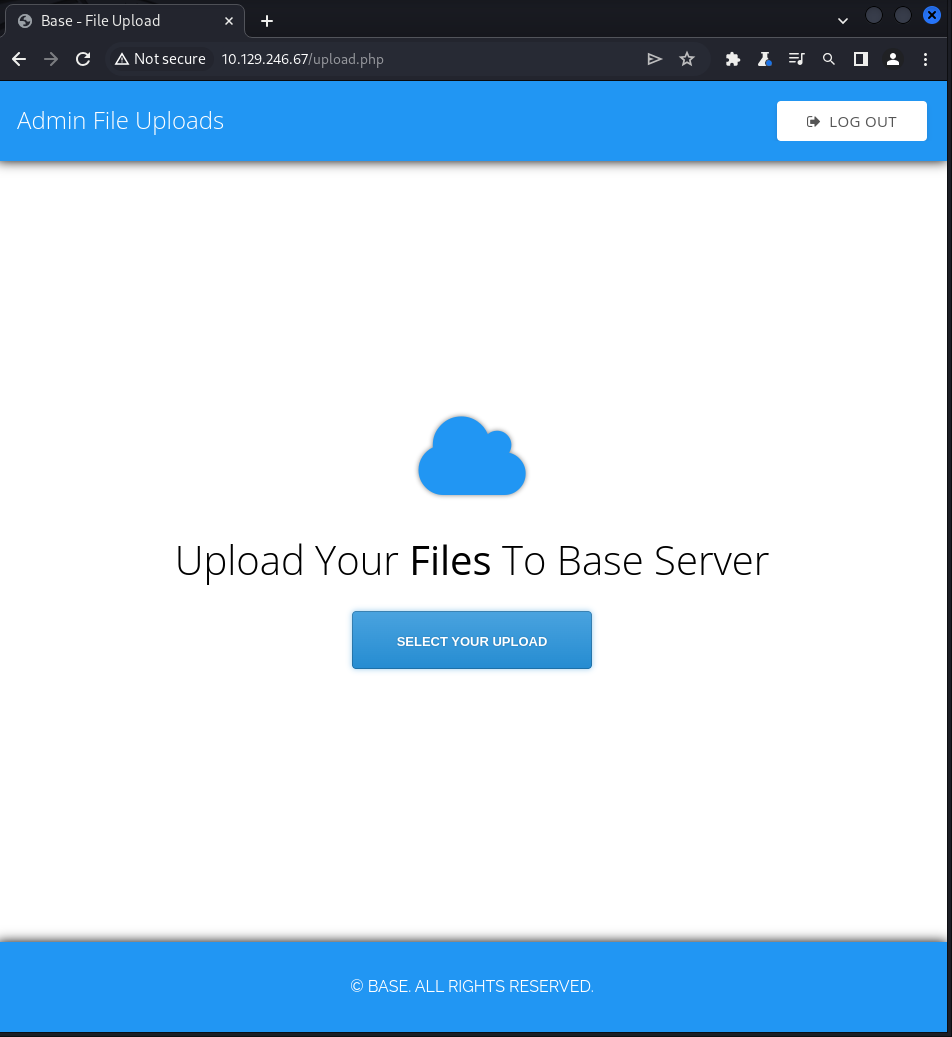 Base - File Upload
Not secure 10.129.246.67/upload.php
Admin File Uploads
LOG OUT
Upload Your Files To Base Server
SELECT YOUR UPLOAD
© BASE. ALL RIGHTS RESERVED.